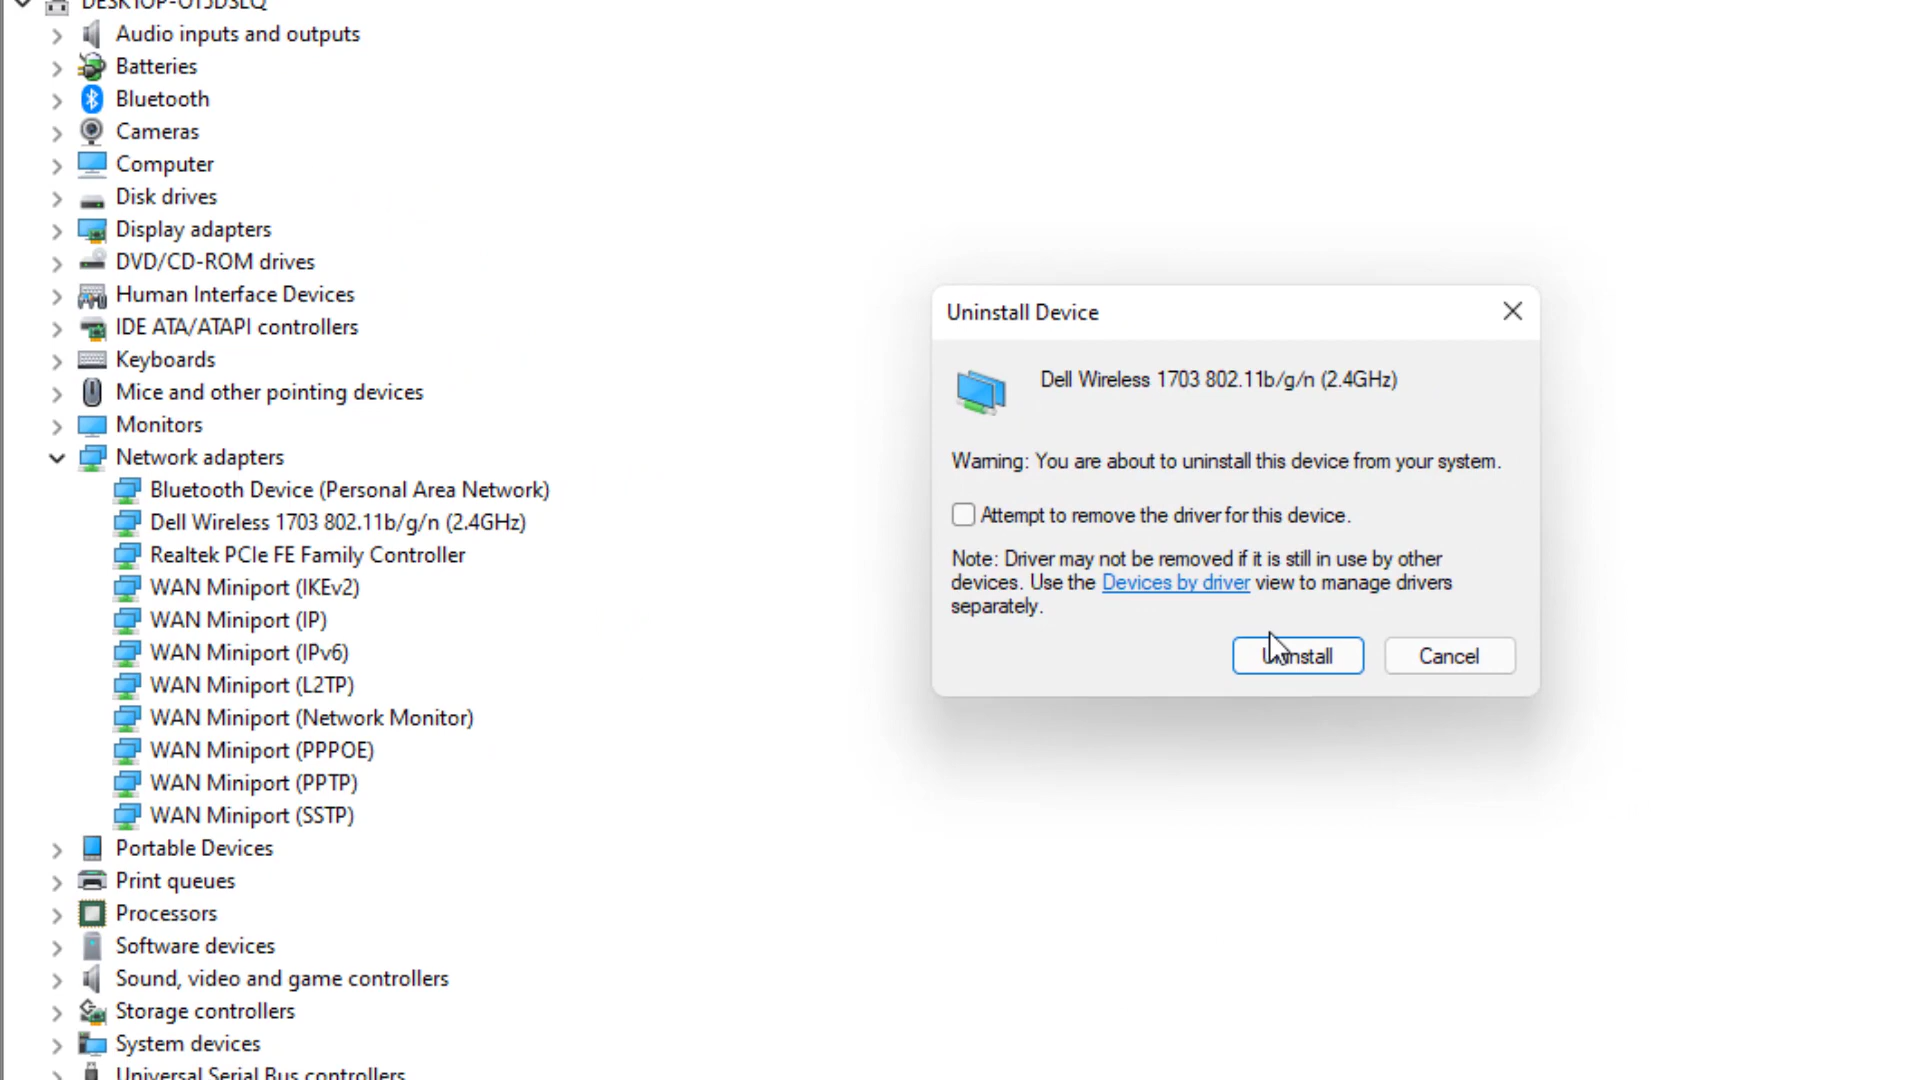 DESKTOP-OT5DSLQ
Audio inputs and outputs
Batteries
Bluetooth
Cameras
Computer
Disk drives
Display adapters
DVD/CD-ROM drives
Human Interface Devices
IDE ATA/ATAPI controllers
Keyboards
Mice and other pointing devices
Monitors
Network adapters
Bluetooth Device (Personal Area Network)
Dell Wireless 1703 802.11b/g/n (2.4GHz)
Realtek PCIe FE Family Controller
WAN Miniport (IKEv2)
WAN Miniport (IP)
WAN Miniport (IPv6)
WAN Miniport (L2TP)
WAN Miniport (Network Monitor)
WAN Miniport (PPPOE)
WAN Miniport (PPTP)
WAN Miniport (SSTP)
Portable Devices
Print queues
Processors
Software devices
Sound, video and game controllers
Storage controllers
System devices
Universal Serial Bus controllers
Uninstall Device
Dell Wireless 1703 802.11b/g/n (2.4GHz)
Warning: You are about to uninstall this device from your system.
Attempt to remove the driver for this device.
Note: Driver may not be removed if it is still in use by other
devices. Use the Devices by driver view to manage drivers
separately.
Uninstall
Cancel